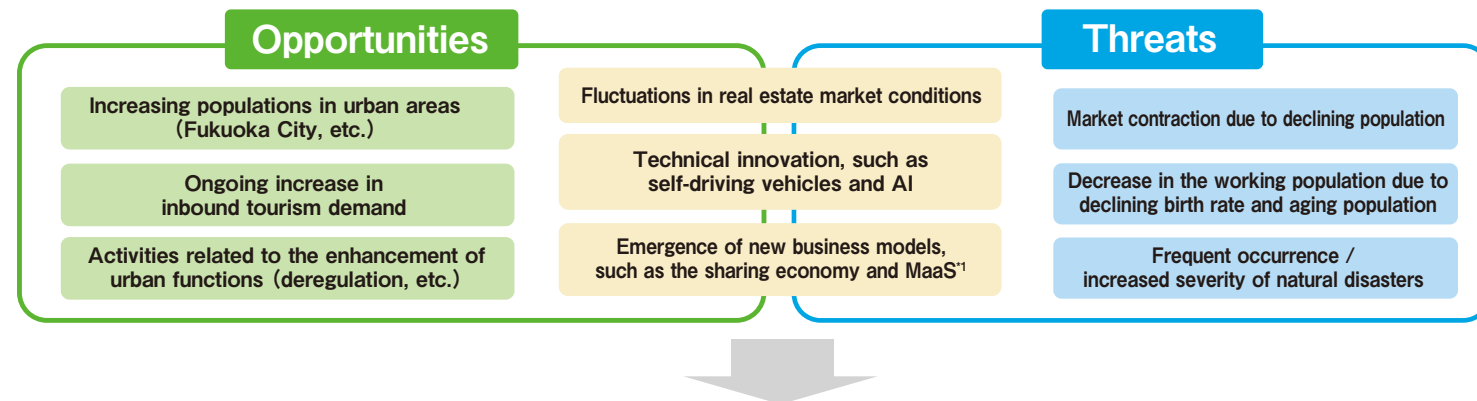 Opportunities
Increasing populations in urban areas
(Fukuoka City, etc.)
Ongoing increase in
inbound tourism demand
Activities related to the enhancement of
urban functions (deregulation, etc.)
Fluctuations in real estate market conditions
Technical innovation, such as
self-driving vehicles and AI
Emergence of new business models,
such as the sharing economy and MaaS*1
Threats
Market contraction due to declining population
Decrease in the working population due to
declining birth rate and aging population
Frequent occurrence /
increased severity of natural disasters